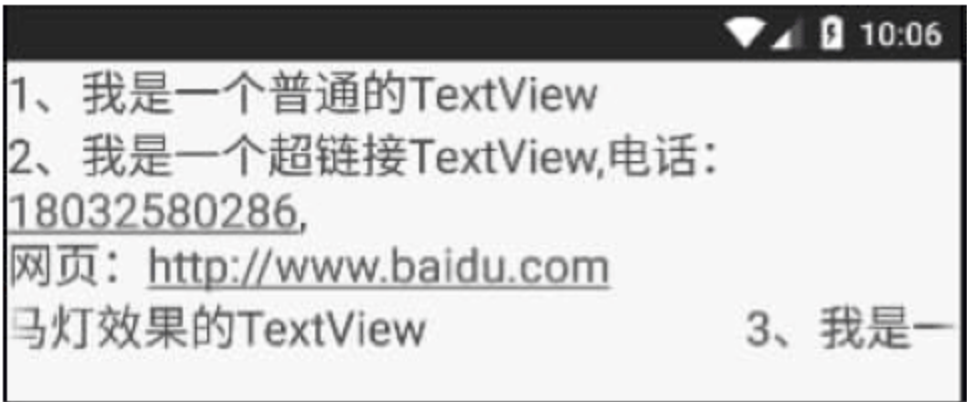 10:06
1、我是一个普通的TextView
2、我是一个超链接TextView,电话：
18032580286,
网页：http://www.baidu.com
马灯效果的TextView 3、我是一